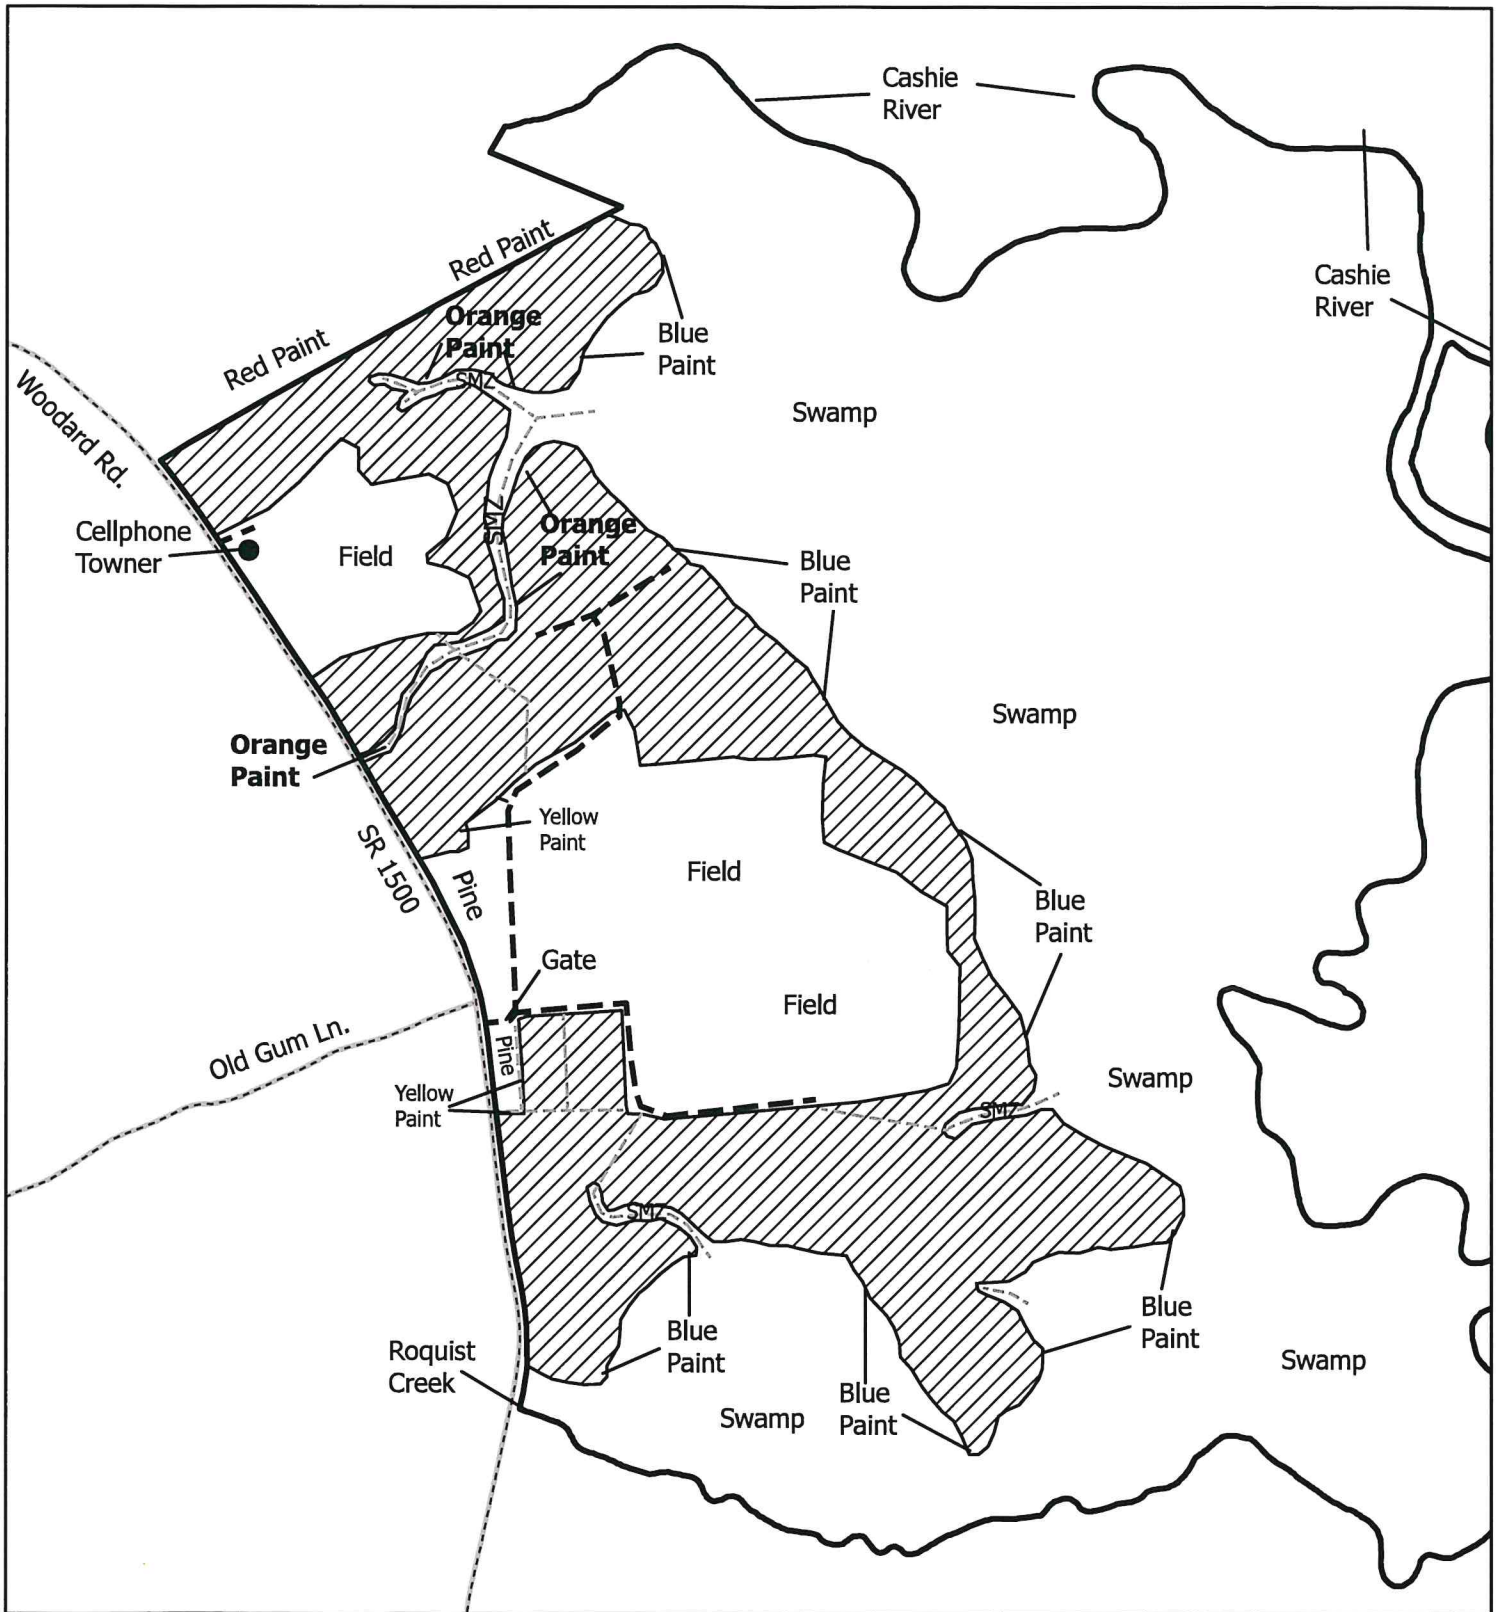 Cashie
River
Red Paint
Cashie
River
Orange
Paint
Blue
Paint
Red Paint
SMZ
Woodard Rd.
Swamp
Cellphone
Towner
Field
SMZ
Orange
Paint
Blue
Paint
Swamp
Orange
Paint
Yellow
Paint
SR 1500
Pine
Field
Blue
Paint
Gate
Field
Old Gum Ln.
Pine
Yellow
Paint
Swamp
SMZ
SMZ
Blue
Paint
Blue
Paint
Roquist
Creek
Swamp
Blue
Paint
Swamp